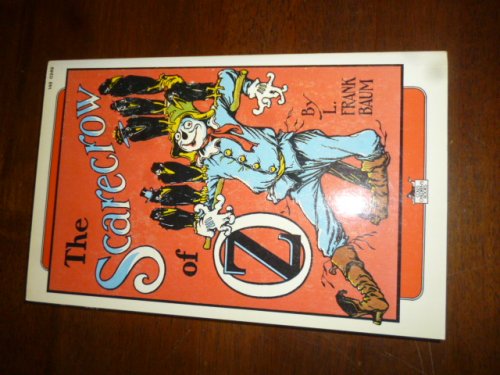 The
Scarecrow
of OZ
By
L.
FRANK
BAUM